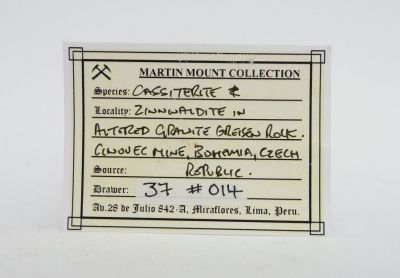 MARTIN MOUNT COLLECTION
Species: CASSITERITE &
Locality: ZINNWALDITE IN
ALTERED GRANITE GREISEN ROCK.
CINOVEC MINE, BOHEMIA, CZECH
Source: REPUBLIC.
Drawer: 37 #014
Av. 28 de Julio 842-A, Miraflores, Lima, Peru.